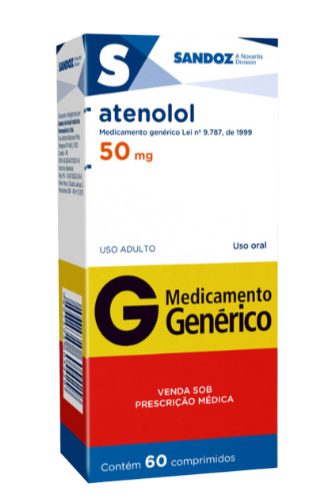 S
SANDOZ A Novartis
Division
atenolol
Medicamento genérico Lei nº 9.787, de 1999
50 mg
USO ADULTO
Uso oral
G Medicamento
Genérico
VENDA SOB
PRESCRIÇÃO MÉDICA
Contém 60 comprimidos